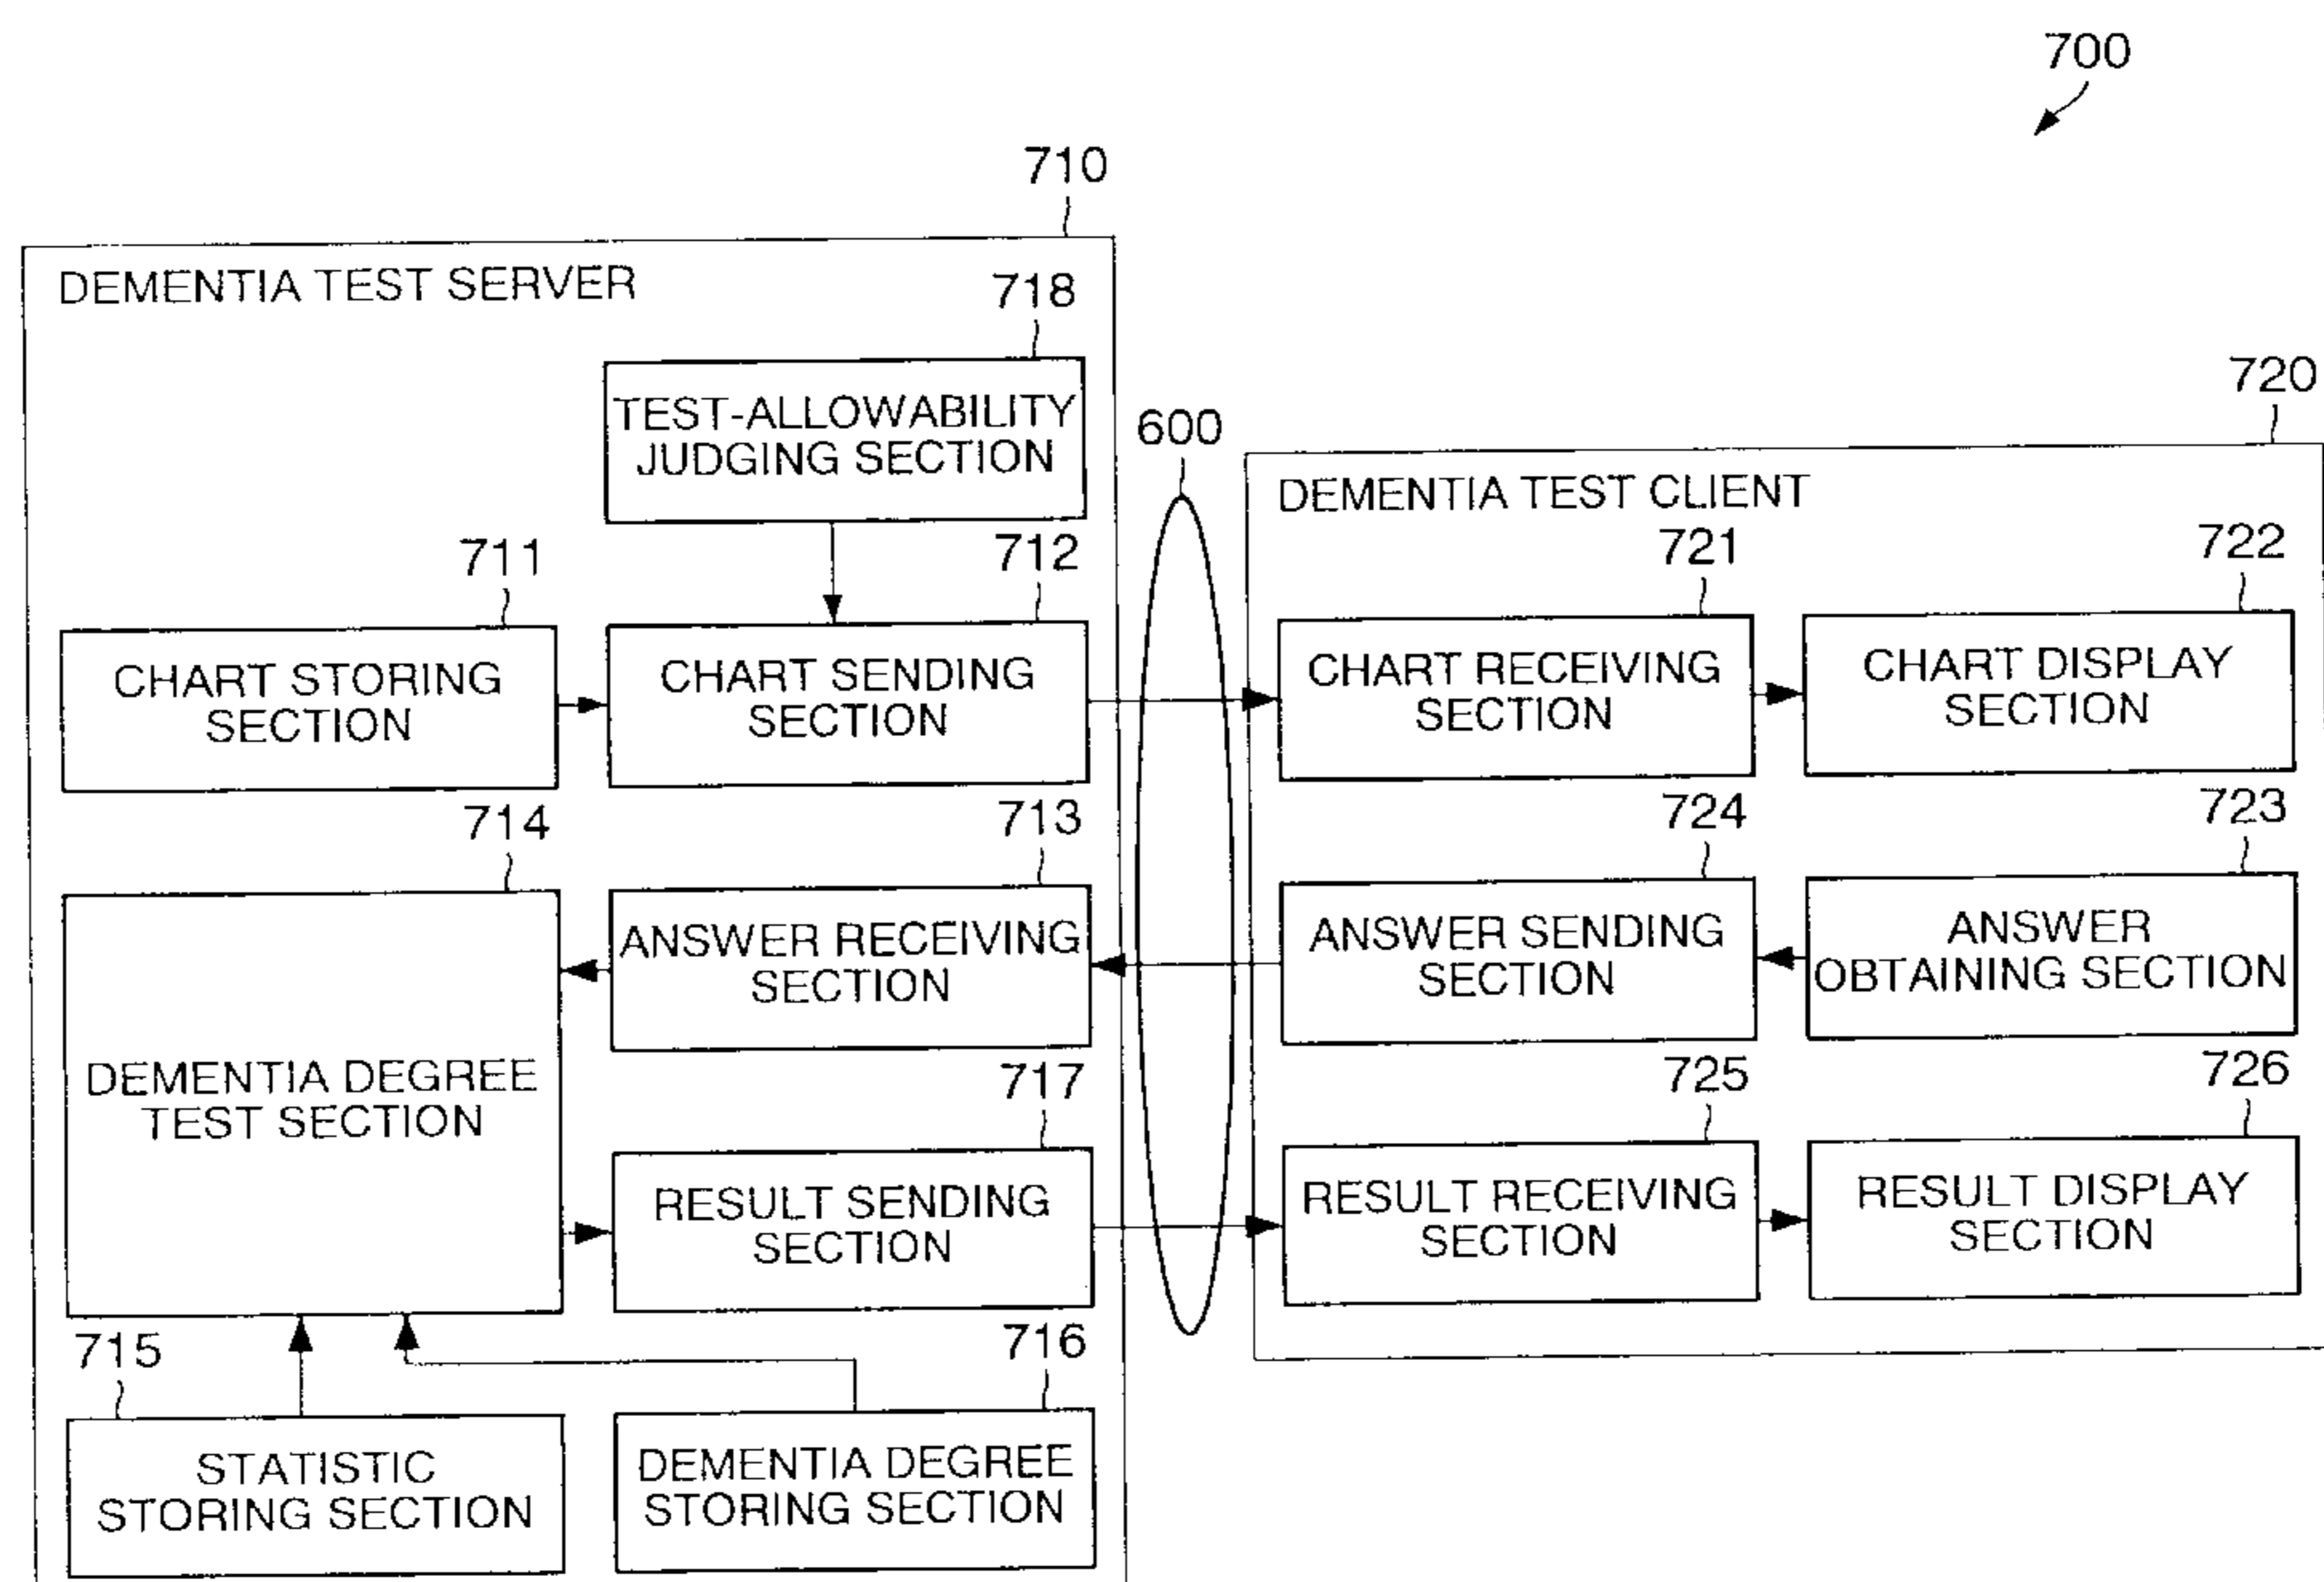 700
710
DEMENTIA TEST SERVER
718
TEST-ALLOWABILITY
JUDGING SECTION
600
720
DEMENTIA TEST CLIENT
711
712
721
722
CHART STORING
SECTION
CHART SENDING
SECTION
CHART RECEIVING
SECTION
CHART DISPLAY
SECTION
714
713
724
723
DEMENTIA DEGREE
TEST SECTION
ANSWER RECEIVING
SECTION
ANSWER SENDING
SECTION
ANSWER
OBTAINING SECTION
717
725
726
RESULT SENDING
SECTION
RESULT RECEIVING
SECTION
RESULT DISPLAY
SECTION
715
716
STATISTIC
STORING SECTION
DEMENTIA DEGREE
STORING SECTION